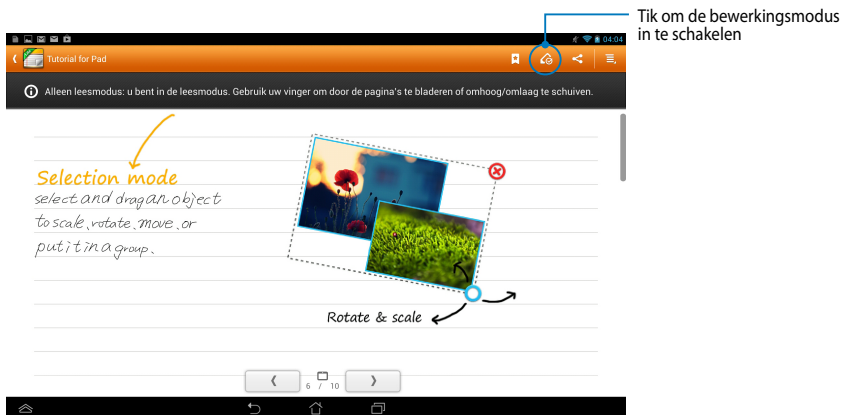 Tik om de bewerkingsmodus
in te schakelen
04:04
Tutorial for Pad
Alleen leesmodus: u bent in de leesmodus. Gebruik uw vinger om door de pagina's te bladeren of omhoog/omlaag te schuiven.
Selection mode
select and drag an object
to scale, rotate, move, or
put it in a group.
Rotate & scale
6 / 10